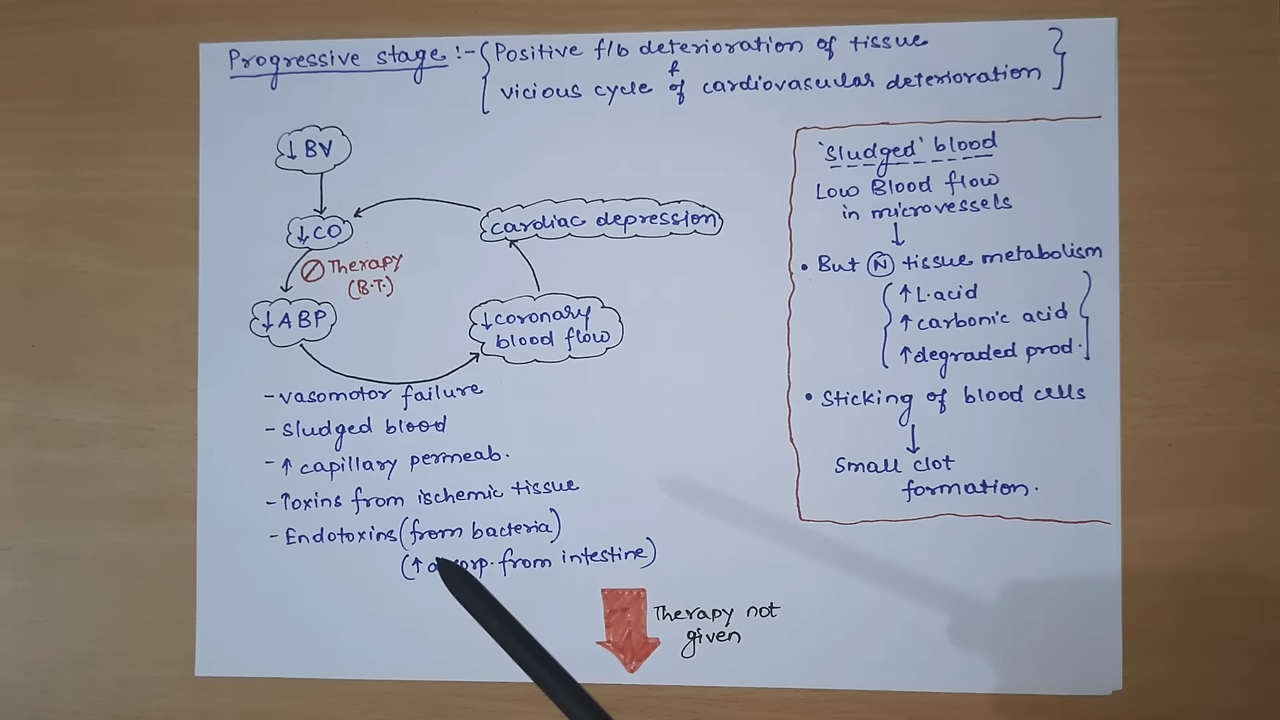 Progressive stage :- Positive f/b deterioration of tissue
&
vicious cycle of cardiovascular deterioration
↓ BV
↓ CO
Therapy
(B.T.)
↓ ABP
cardiac depression
↓ coronary
blood flow
- vasomotor failure
- sludged blood
- ↑ capillary permeab.
- Toxins from ischemic tissue
- Endotoxins (from bacteria)
(↑ from intestine)
Therapy not
given
'Sludged' blood
Low Blood flow
in microvessels
↓
• But N tissue metabolism
↑ L. acid
↑ carbonic acid
↑ degraded prod.
• Sticking of blood cells
↓
Small clot
formation.